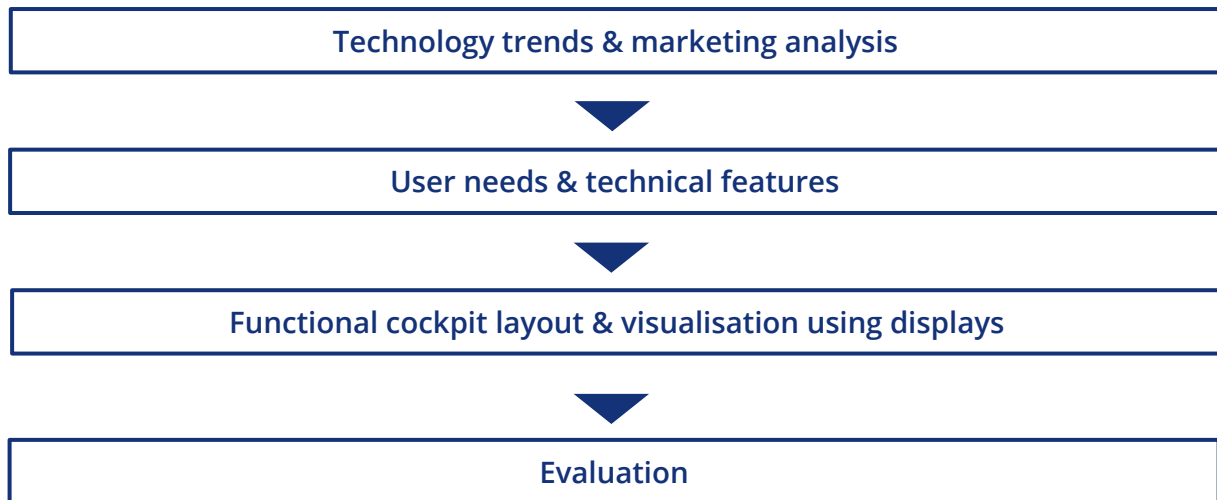 Technology trends & marketing analysis
User needs & technical features
Functional cockpit layout & visualisation using displays
Evaluation